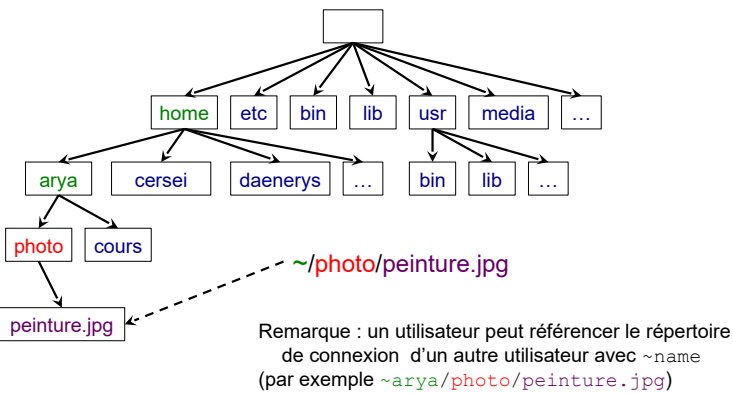 home etc bin lib usr media …
arya cersei daenerys … bin lib …
photo cours
~/photo/peinture.jpg
peinture.jpg
Remarque : un utilisateur peut référencer le répertoire
de connexion d'un autre utilisateur avec ~name
(par exemple ~arya/photo/peinture.jpg)